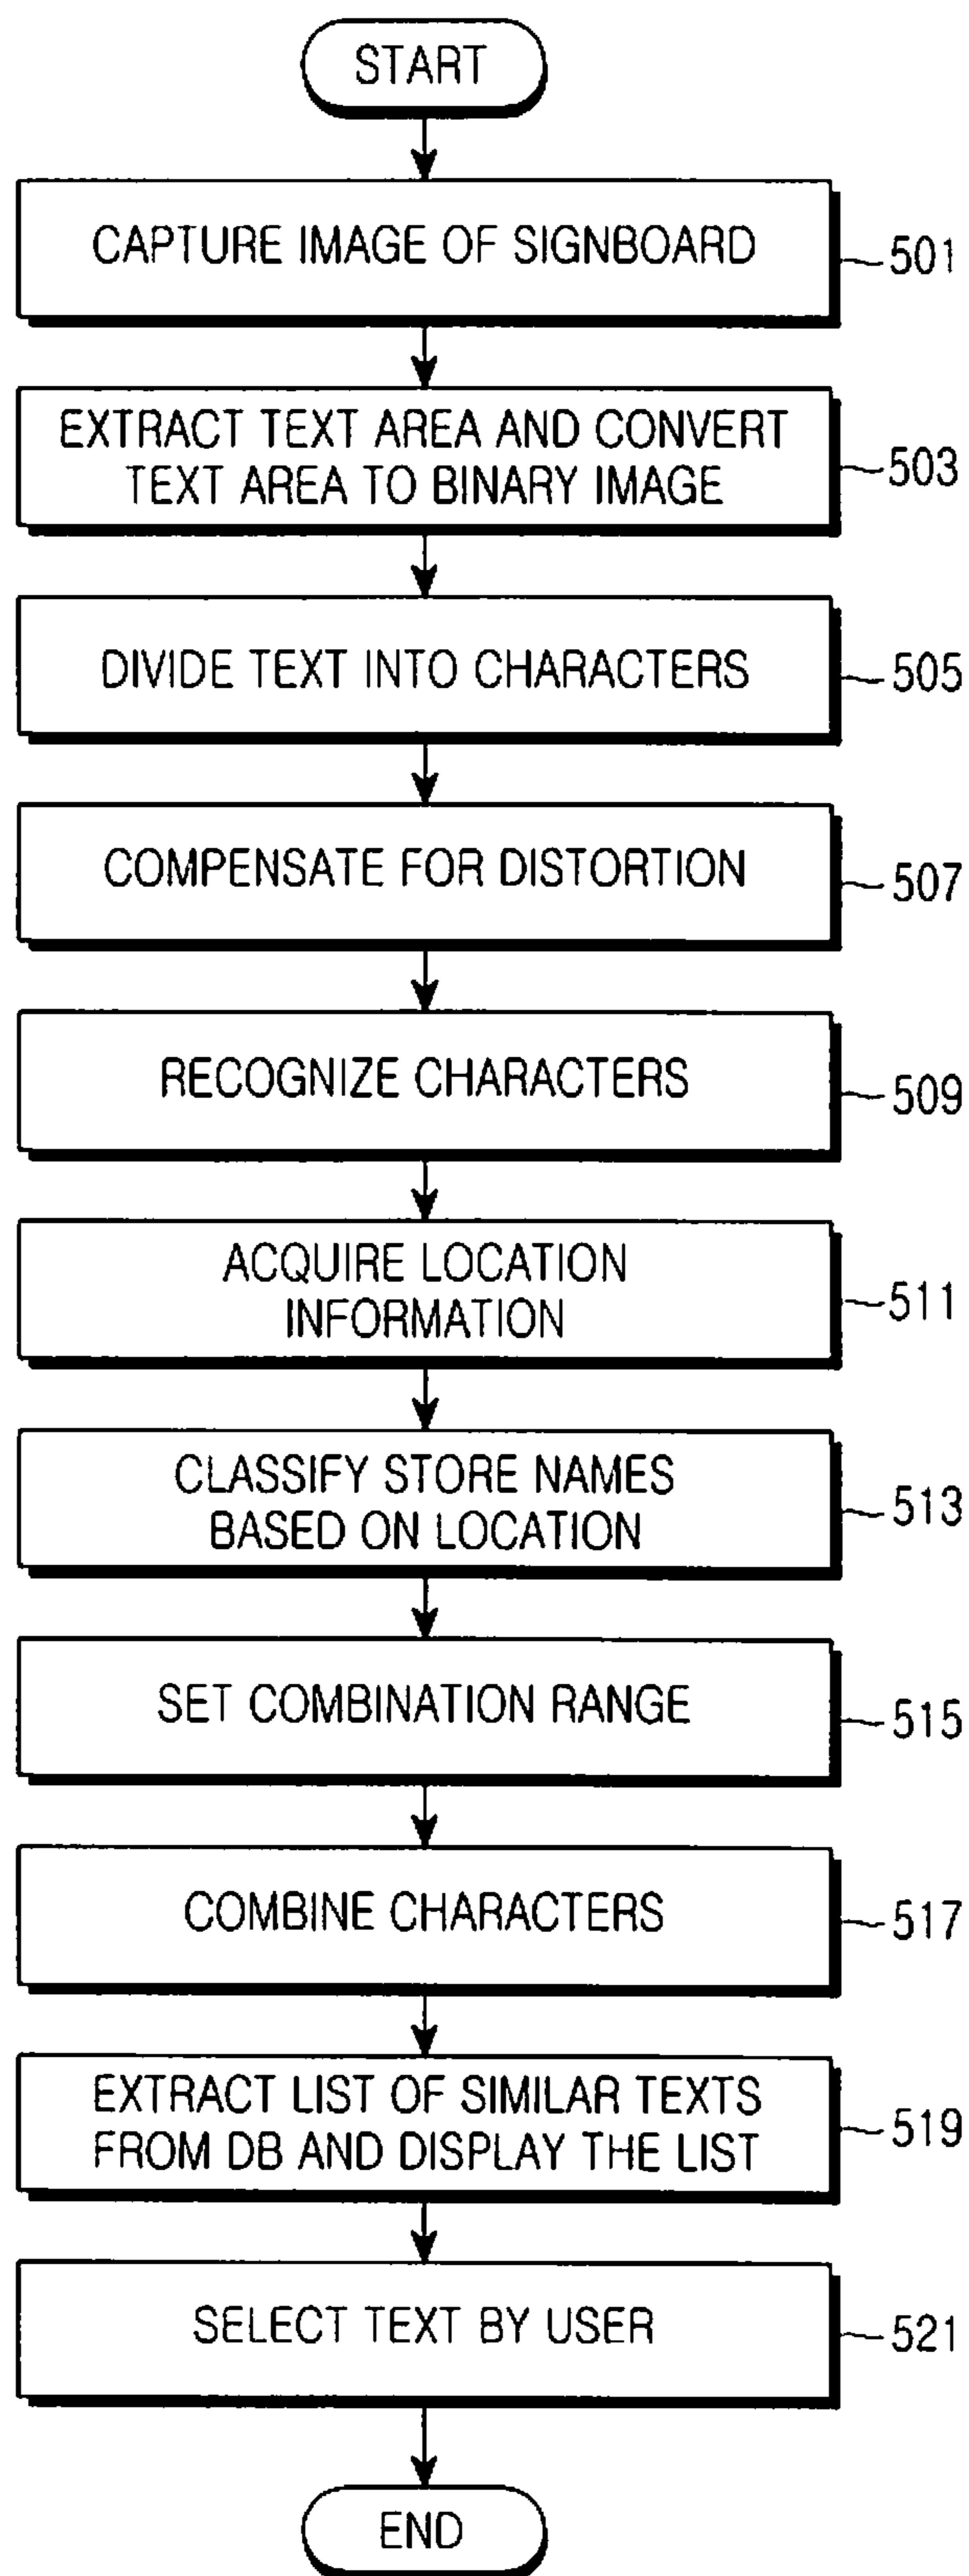 START
CAPTURE IMAGE OF SIGNBOARD
501
EXTRACT TEXT AREA AND CONVERT
TEXT AREA TO BINARY IMAGE
503
DIVIDE TEXT INTO CHARACTERS
505
COMPENSATE FOR DISTORTION
507
RECOGNIZE CHARACTERS
509
ACQUIRE LOCATION
INFORMATION
511
CLASSIFY STORE NAMES
BASED ON LOCATION
513
SET COMBINATION RANGE
515
COMBINE CHARACTERS
517
EXTRACT LIST OF SIMILAR TEXTS
FROM DB AND DISPLAY THE LIST
519
SELECT TEXT BY USER
521
END